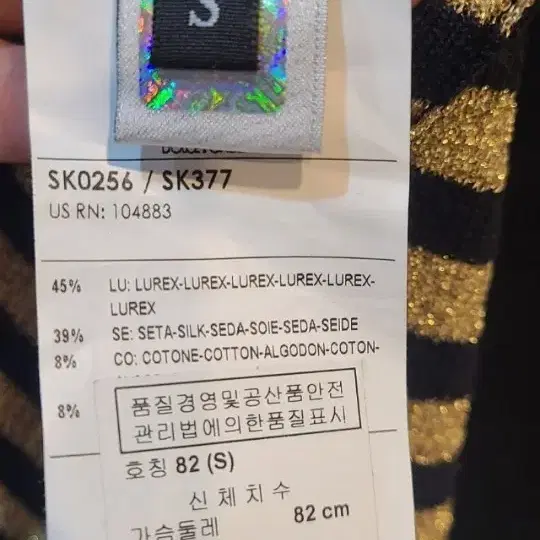 S
SK0256 / SK377
US RN: 104883
45% LU: LUREX-LUREX-LUREX-LUREX-LUREX-
LUREX
39% SE: SETA-SILK-SEDA-SOIE-SEDA-SEIDE
8% CO: COTONE-COTTON-ALGODON-COTON-
8%
품질경영및공산품안전
관리법에의한품질표시
호칭 82 (S)
신체치수
가슴둘레 82 cm